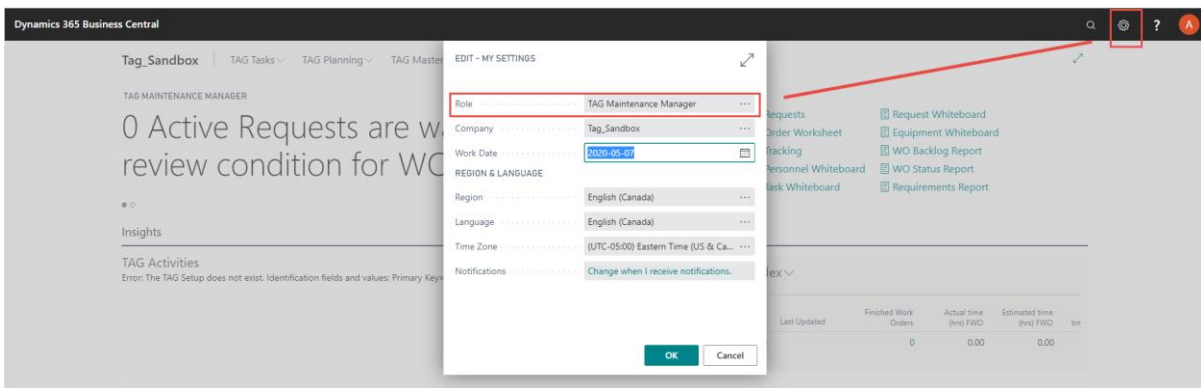 Dynamics 365 Business Central
?
A
Tag_Sandbox TAG Tasks TAG Planning TAG Master
EDIT - MY SETTINGS
TAG MAINTENANCE MANAGER
0 Active Requests are w
review condition for WO
Role TAG Maintenance Manager
Company Tag_Sandbox
Work Date 2020-05-07
REGION & LANGUAGE
Region English (Canada)
Language English (Canada)
Time Zone (UTC-05:00) Eastern Time (US & Ca...
Notifications Change when I receive notifications.
OK Cancel
Requests Request Whiteboard
Order Worksheet Equipment Whiteboard
Tracking WO Backlog Report
Personnel Whiteboard WO Status Report
Task Whiteboard Requirements Report
Insights
TAG Activities
Error: The TAG Setup does not exist. Identification fields and values: Primary Key=
Last Updated Finished Work Orders Actual time (hrs) FWO Estimated time (hrs) FWO
0 0.00 0.00